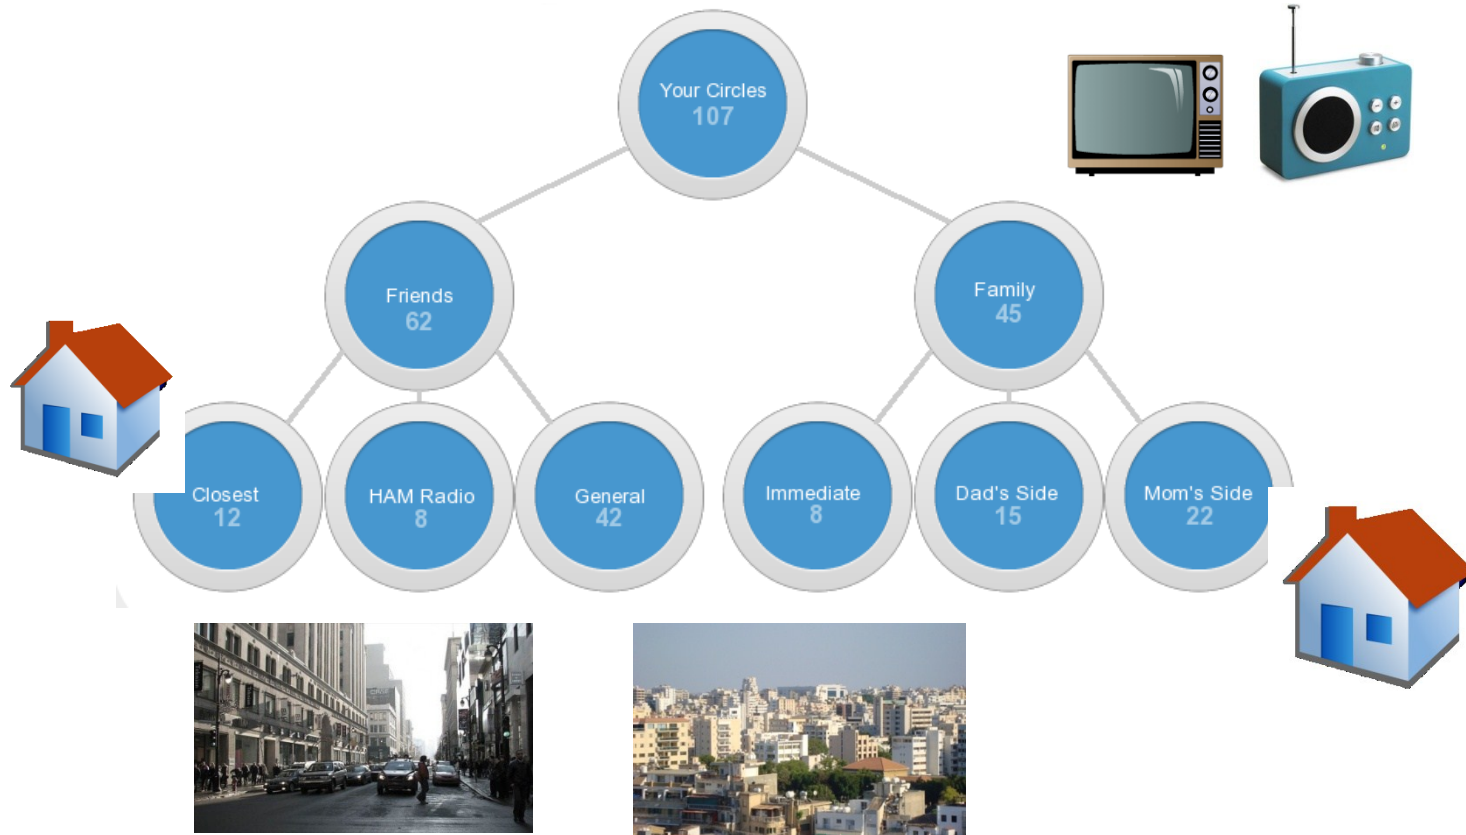 Your Circles
107
Friends
62
Family
45
Closest
12
HAM Radio
8
General
42
Immediate
8
Dad's Side
15
Mom's Side
22